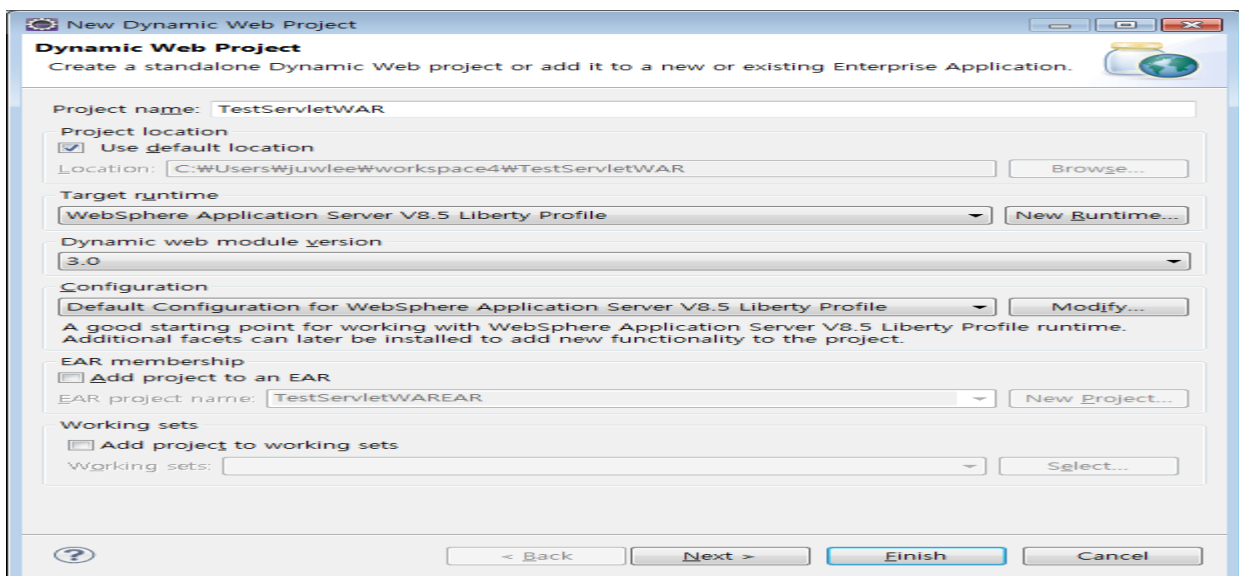 New Dynamic Web Project
Dynamic Web Project
Create a standalone Dynamic Web project or add it to a new or existing Enterprise Application.
Project name: TestServletWAR
Project location
Use default location
Location: C:₩Users₩juwlee₩workspace4₩TestServletWAR Browse...
Target runtime
WebSphere Application Server V8.5 Liberty Profile New Runtime...
Dynamic web module version
3.0
Configuration
Default Configuration for WebSphere Application Server V8.5 Liberty Profile Modify...
A good starting point for working with WebSphere Application Server V8.5 Liberty Profile runtime.
Additional facets can later be installed to add new functionality to the project.
EAR membership
Add project to an EAR
EAR project name: TestServletWAREAR New Project...
Working sets
Add project to working sets
Working sets: Select...
? < Back Next > Finish Cancel